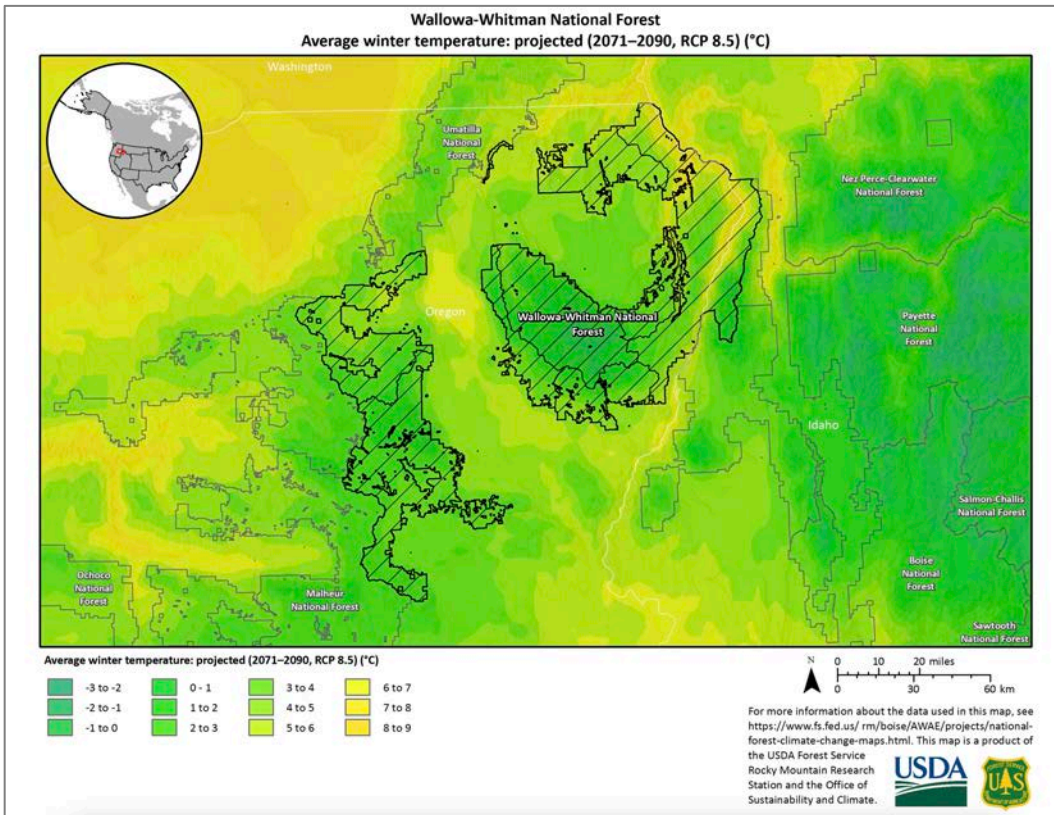 Wallowa-Whitman National Forest
Average winter temperature: projected (2071–2090, RCP 8.5) (°C)
Washington
Umatilla
National
Forest
Nez Perce-Clearwater
National Forest
Oregon
Wallowa-Whitman National
Forest
Payette
National
Forest
Idaho
Salmon-Challis
National Forest
Ochoco
National
Forest
Malheur
National Forest
Boise
National
Forest
Sawtooth
National Forest
Average winter temperature: projected (2071–2090, RCP 8.5) (°C)
-3 to -2
-2 to -1
-1 to 0
0 - 1
1 to 2
2 to 3
3 to 4
4 to 5
5 to 6
6 to 7
7 to 8
8 to 9
N
0 10 20 miles
0 30 60 km
For more information about the data used in this map, see
https://www.fs.fed.us/ rm/boise/AWAE/projects/national-
forest-climate-change-maps.html. This map is a product of
the USDA Forest Service
Rocky Mountain Research
Station and the Office of
Sustainability and Climate.
USDA
FOREST SERVICE
U S
DEPARTMENT OF AGRICULTURE